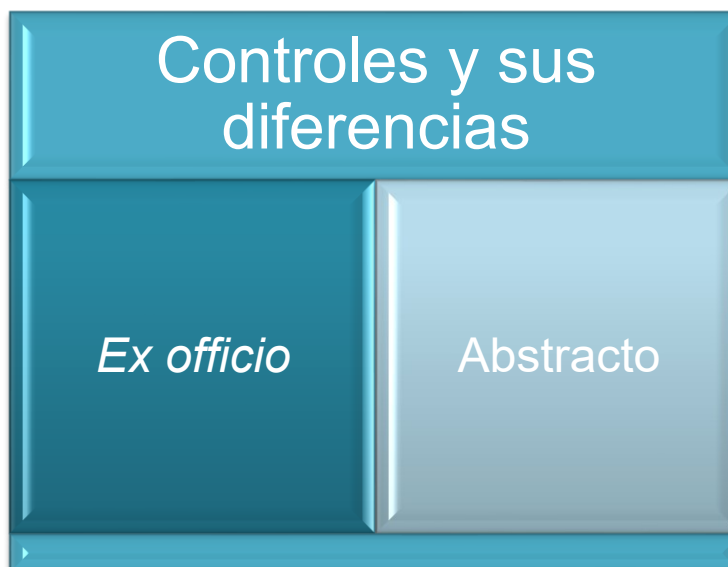 Controles y sus
diferencias
Ex officio
Abstracto